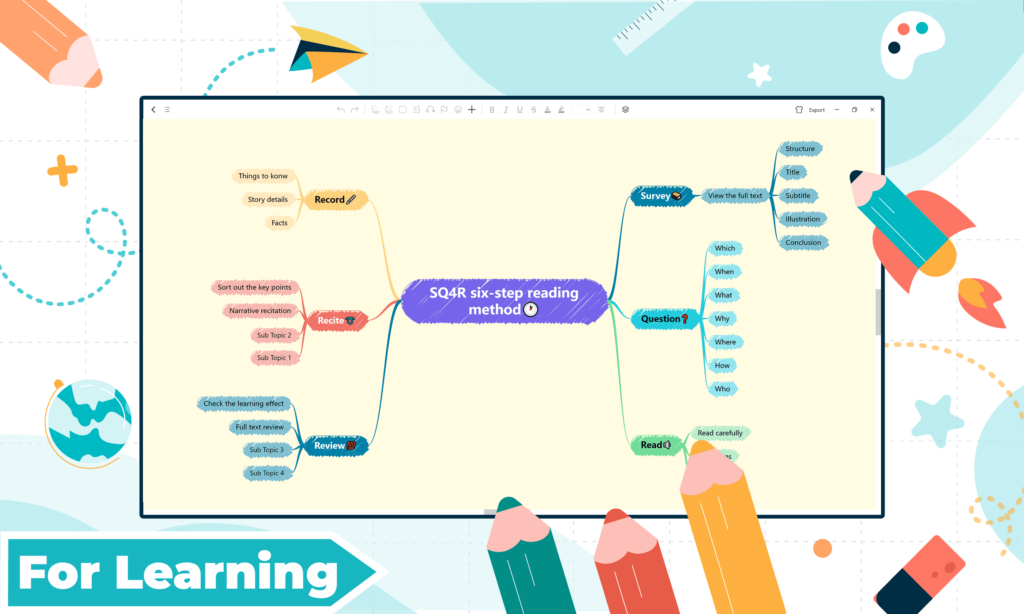 Export
B I U S A
SQ4R six-step reading
method
Survey
View the full text
Structure
Title
Subtitle
Illustration
Conclusion
Question
Which
When
What
Why
Where
How
Who
Read
Read carefully
Record
Things to konw
Story details
Facts
Recite
Sort out the key points
Narrative recitation
Sub Topic 2
Sub Topic 1
Review
Check the learning effect
Full text review
Sub Topic 3
Sub Topic 4
For Learning